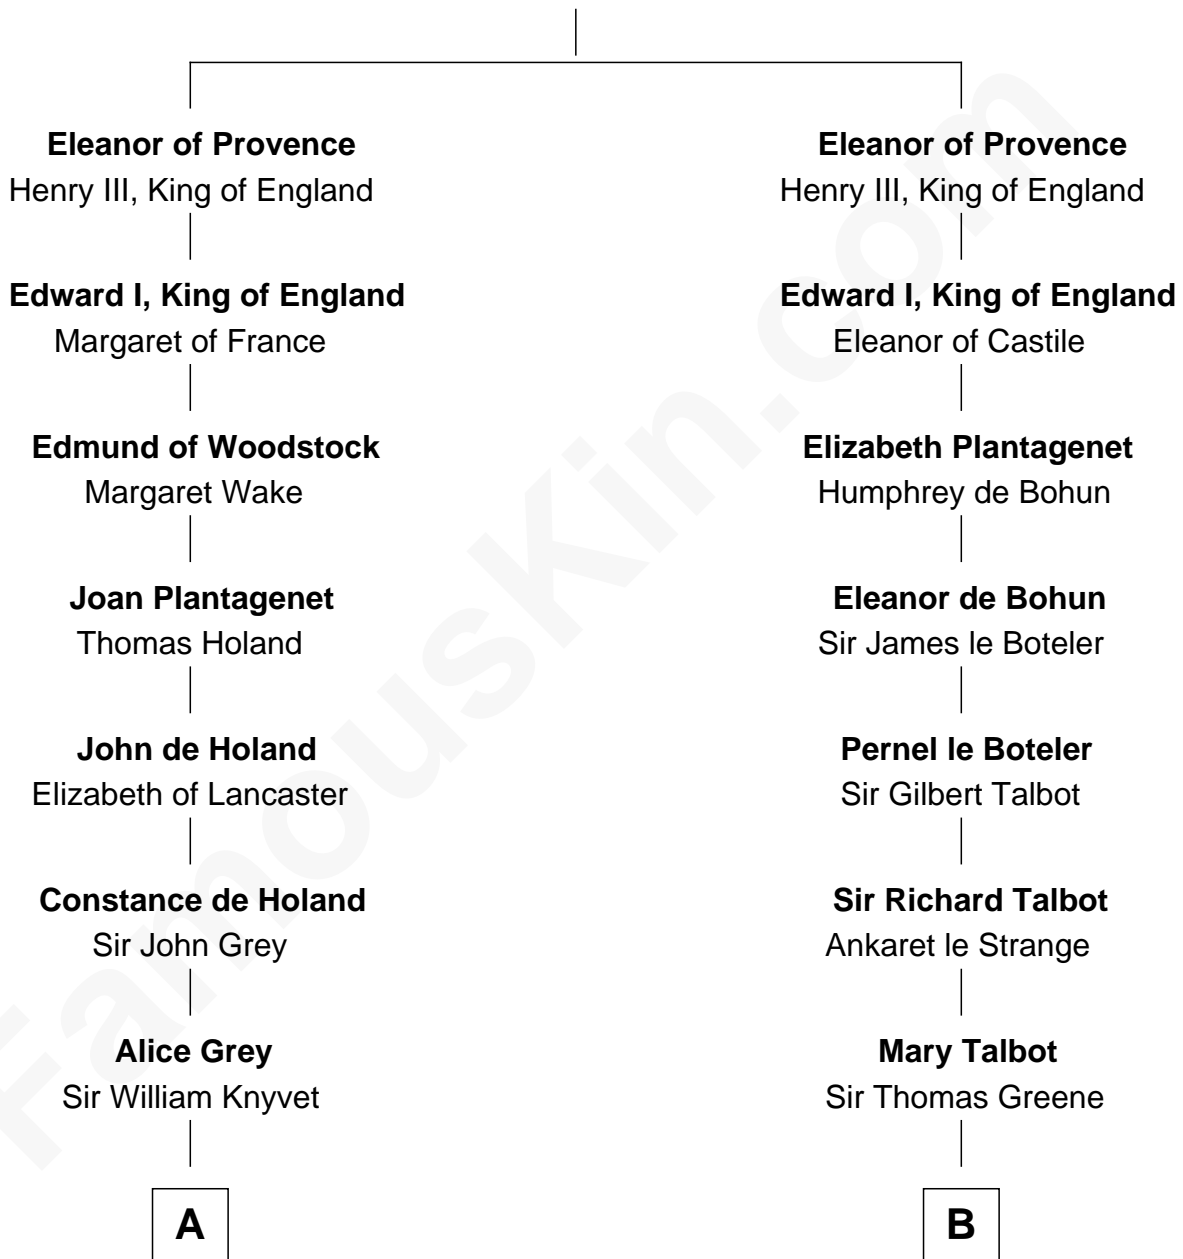 Eleanor of Provence
Henry III, King of England
Edward I, King of England
Margaret of France
Edmund of Woodstock
Margaret Wake
Joan Plantagenet
Thomas Holand
John de Holand
Elizabeth of Lancaster
Constance de Holand
Sir John Grey
Alice Grey
Sir William Knyvet
A
Eleanor of Provence
Henry III, King of England
Edward I, King of England
Eleanor of Castile
Elizabeth Plantagenet
Humphrey de Bohun
Eleanor de Bohun
Sir James le Boteler
Pernel le Boteler
Sir Gilbert Talbot
Sir Richard Talbot
Ankaret le Strange
Mary Talbot
Sir Thomas Greene
B
FamousKin.com